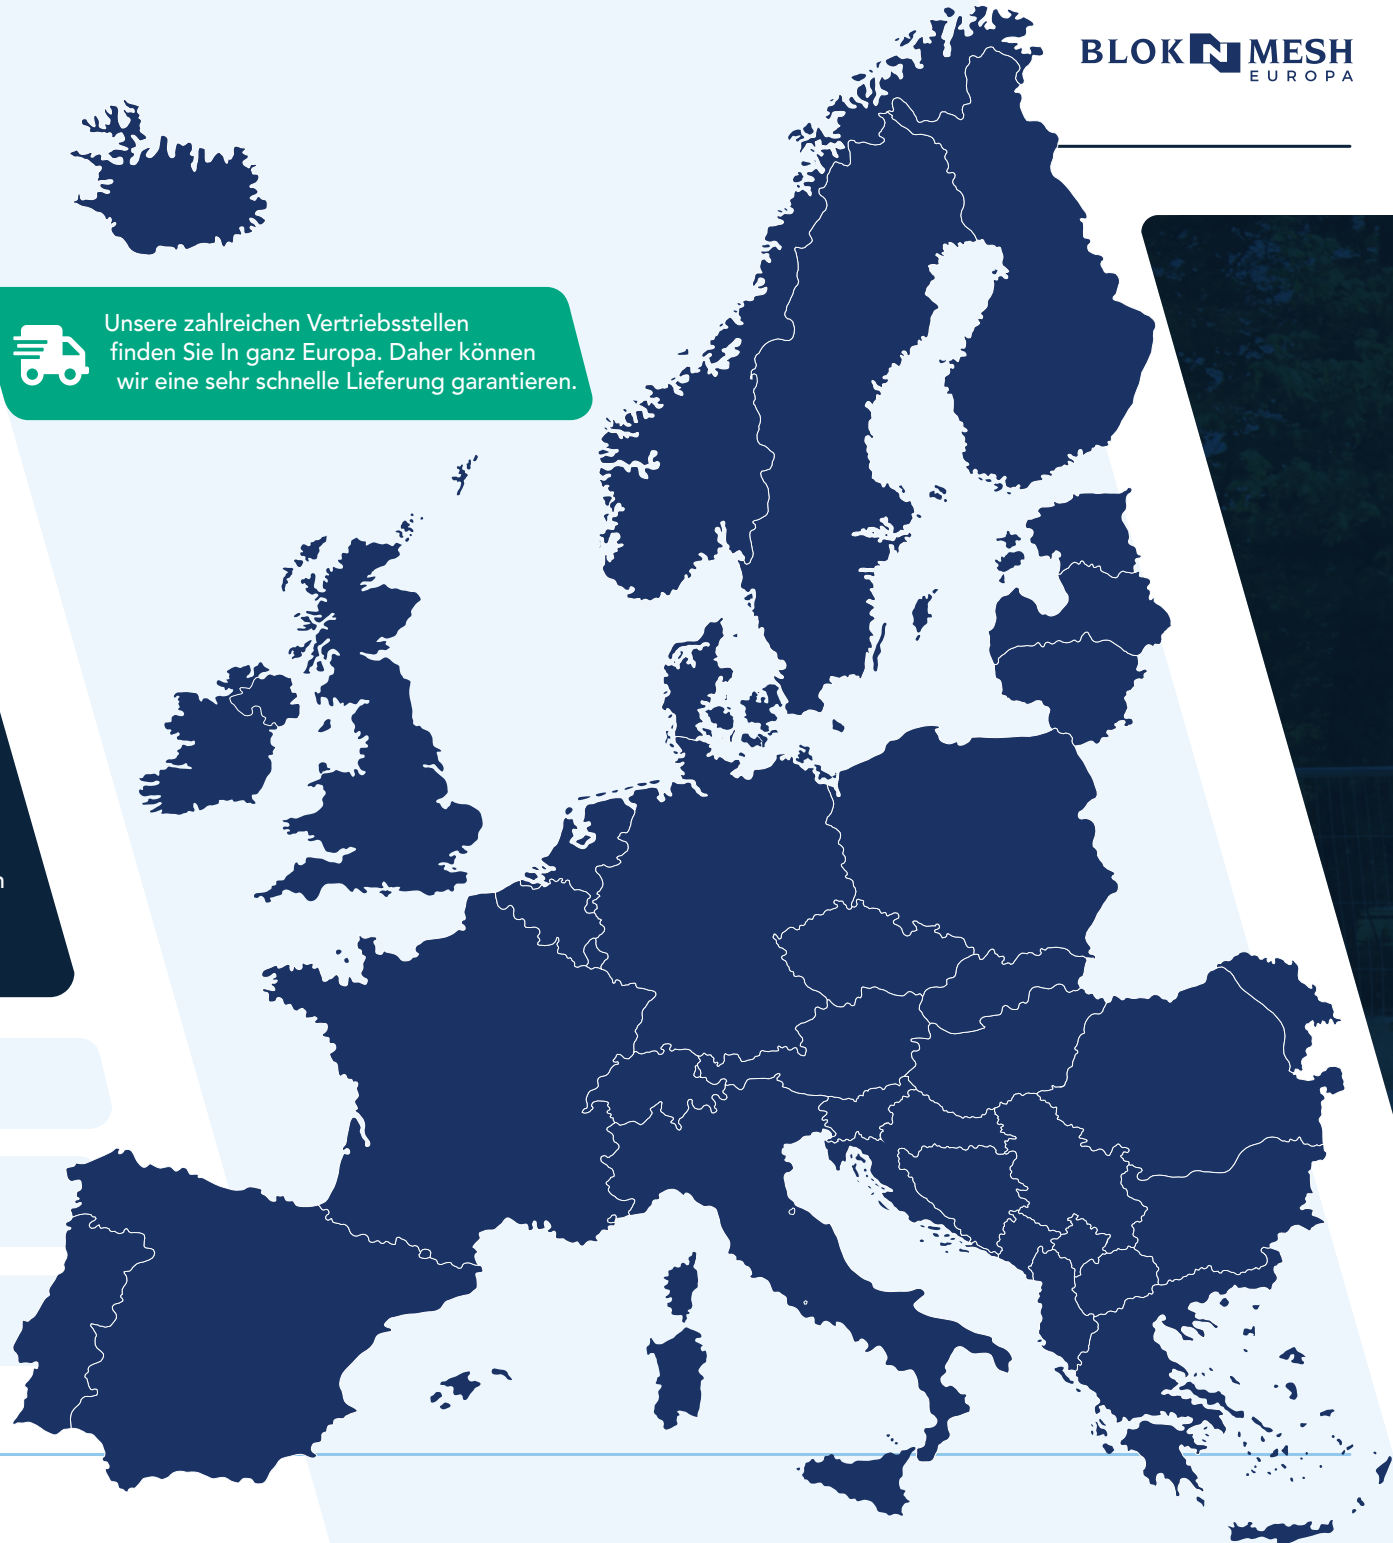 BLOK N MESH
EUROPA
Unsere zahlreichen Vertriebsstellen
finden Sie In ganz Europa. Daher können
wir eine sehr schnelle Lieferung garantieren.